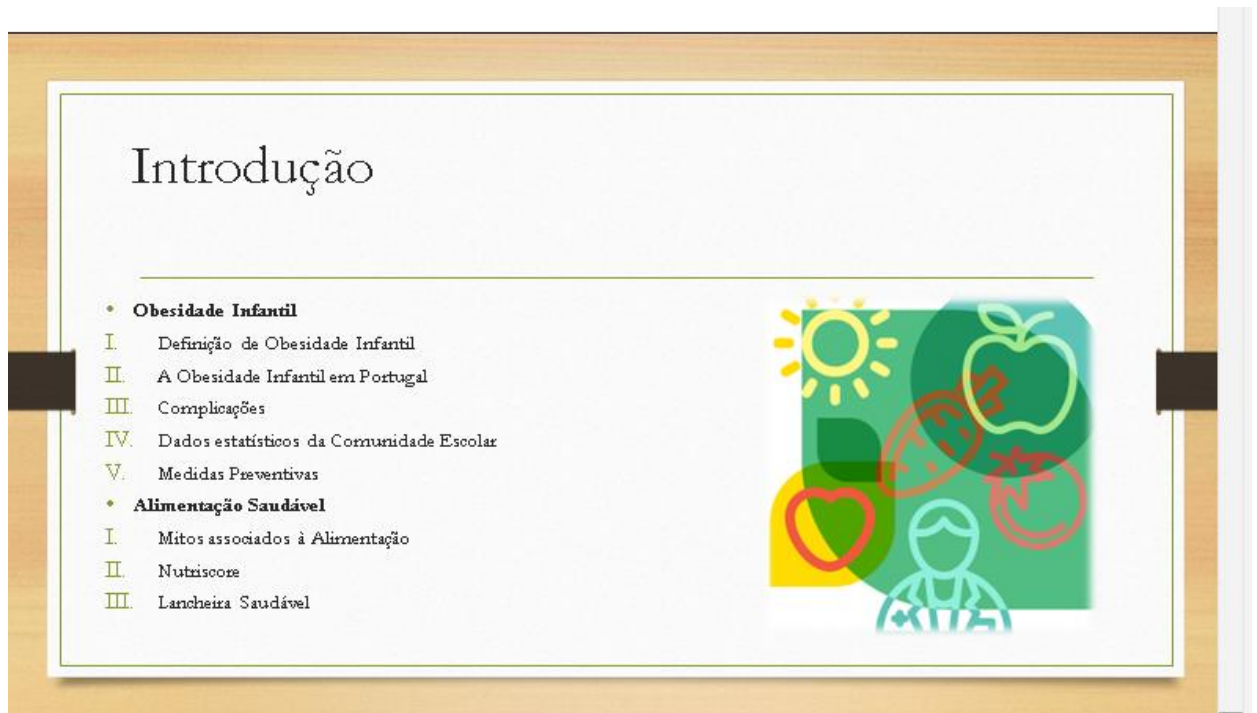 Introdução
• Obesidade Infantil
I. Definição de Obesidade Infantil
II. A Obesidade Infantil em Portugal
III. Complicações
IV. Dados estatísticos da Comunidade Escolar
V. Medidas Preventivas
• Alimentação Saudável
I. Mitos associados à Alimentação
II. Nutriscore
III. Lancheira Saudável